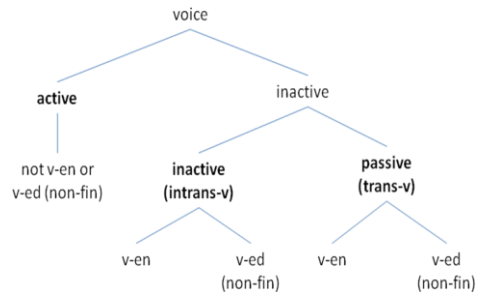 voice
active
inactive
not v-en or
v-ed (non-fin)
inactive
(intrans-v)
passive
(trans-v)
v-en
v-ed
(non-fin)
v-en
v-ed
(non-fin)